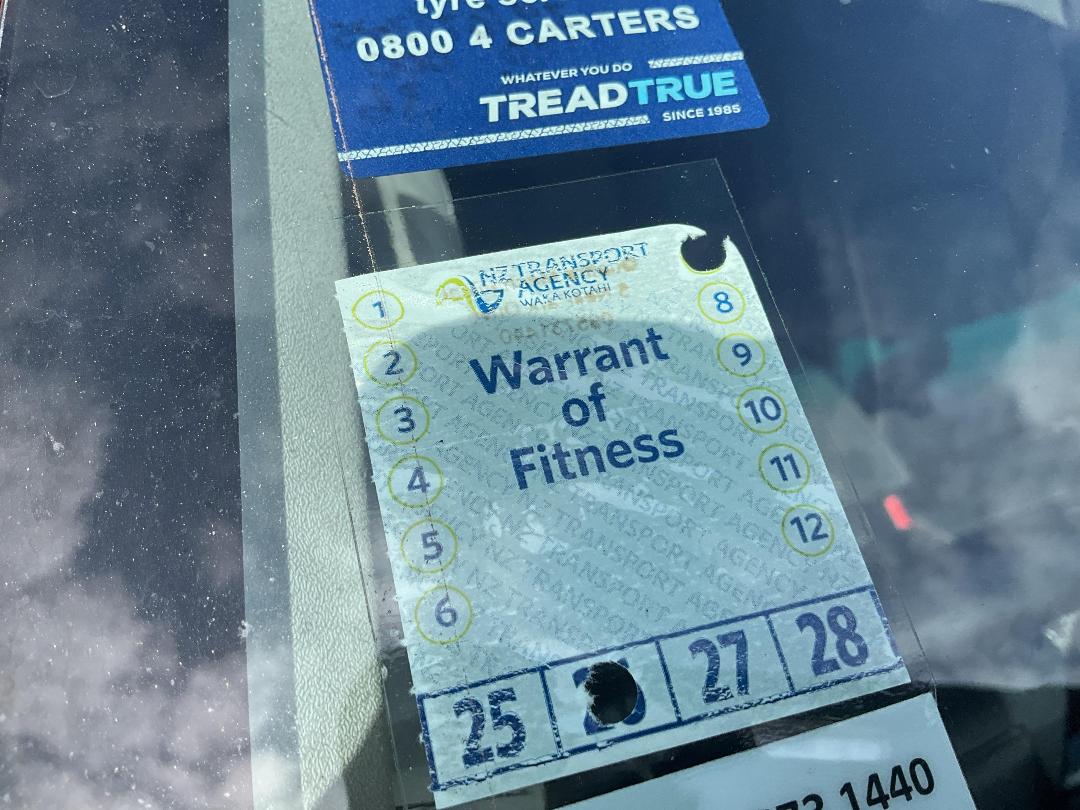 0800 4 CARTERS
WHATEVER YOU DO
TREADTRUE
SINCE 1985
NZ TRANSPORT
AGENCY
WAKA KOTAHI
1
8
2
9
3
10
4
11
5
12
6
Warrant
of
Fitness
25 27 28
1440